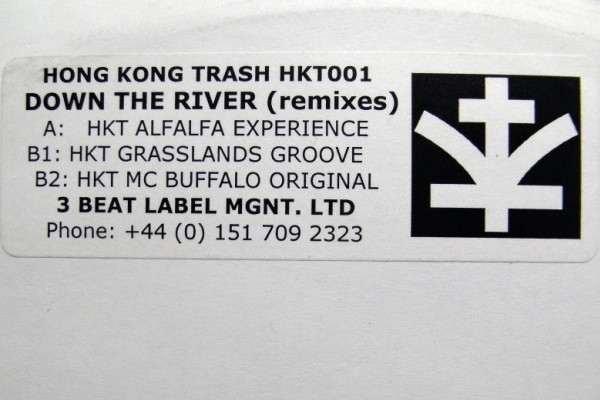 HONG KONG TRASH HKT001
DOWN THE RIVER (remixes)
A: HKT ALFALFA EXPERIENCE
B1: HKT GRASSLANDS GROOVE
B2: HKT MC BUFFALO ORIGINAL
3 BEAT LABEL MGNT. LTD
Phone: +44 (0) 151 709 2323